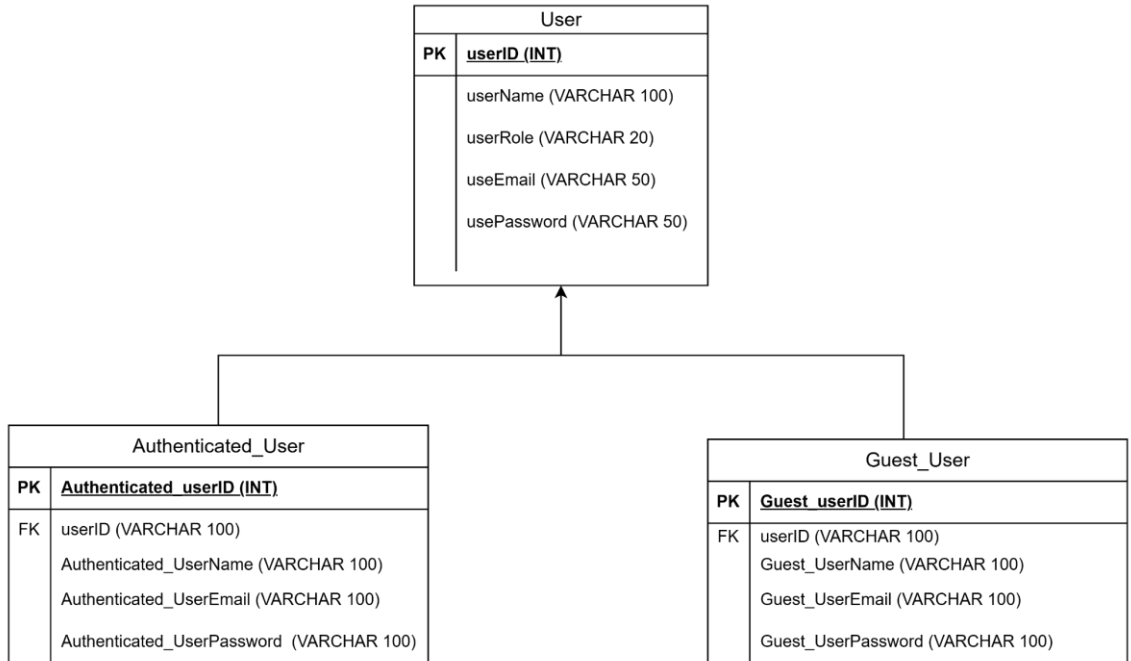 User
PK userID (INT)
userName (VARCHAR 100)
userRole (VARCHAR 20)
useEmail (VARCHAR 50)
usePassword (VARCHAR 50)
Authenticated_User
PK Authenticated_userID (INT)
FK userID (VARCHAR 100)
Authenticated_UserName (VARCHAR 100)
Authenticated_UserEmail (VARCHAR 100)
Authenticated_UserPassword (VARCHAR 100)
Guest_User
PK Guest_userID (INT)
FK userID (VARCHAR 100)
Guest_UserName (VARCHAR 100)
Guest_UserEmail (VARCHAR 100)
Guest_UserPassword (VARCHAR 100)